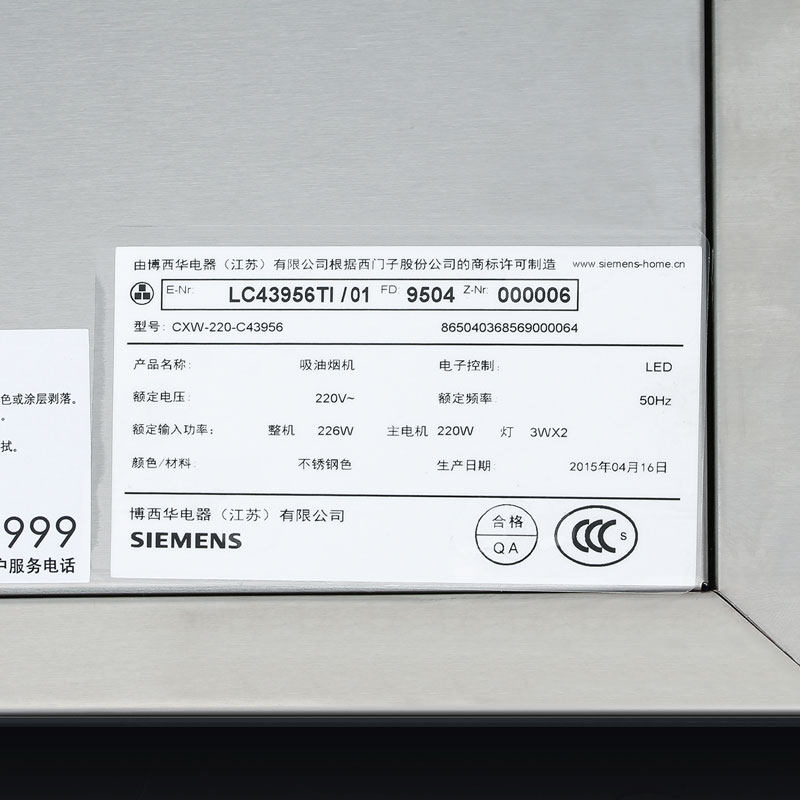 由博西华电器（江苏）有限公司根据西门子股份公司的商标许可制造 www.siemens-home.cn
E-Nr: LC43956TI /01 FD: 9504 Z-Nr: 000006
型号: CXW-220-C43956 865040368569000064
产品名称: 吸油烟机 电子控制: LED
额定电压: 220V~ 额定频率: 50Hz
额定输入功率: 整机 226W 主电机 220W 灯 3WX2
颜色/材料: 不锈钢色 生产日期: 2015年04月16日
博西华电器（江苏）有限公司
SIEMENS
合格
QA
CCC S
色或涂层剥落。
。
拭。
999
户服务电话